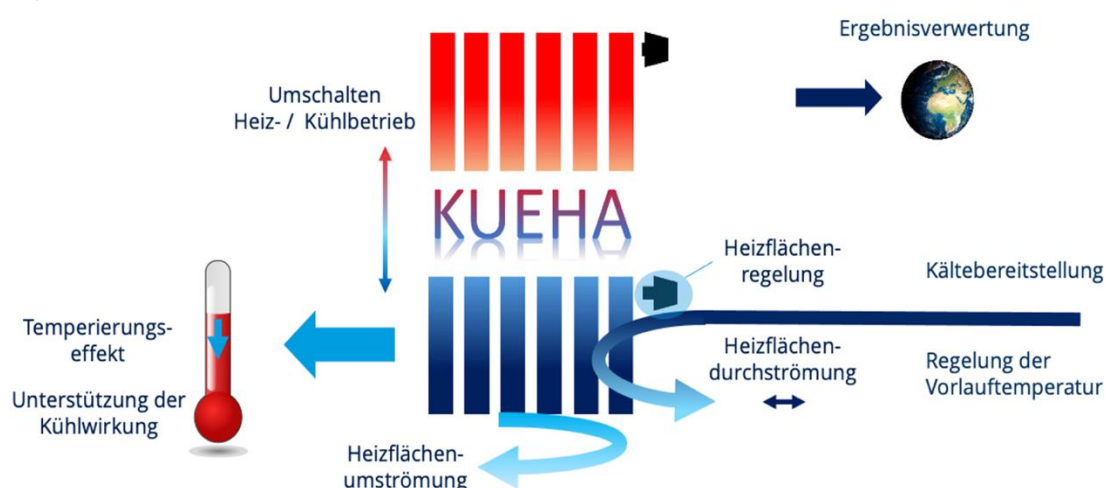 Ergebnisverwertung
Umschalten
Heiz- / Kühlbetrieb
KUEHA
Heizflächen-
regelung
Kältebereitstellung
Temperierungs-
effekt
Unterstützung der
Kühlwirkung
Heizflächen-
durchströmung
Regelung der
Vorlauftemperatur
Heizflächen-
umströmung